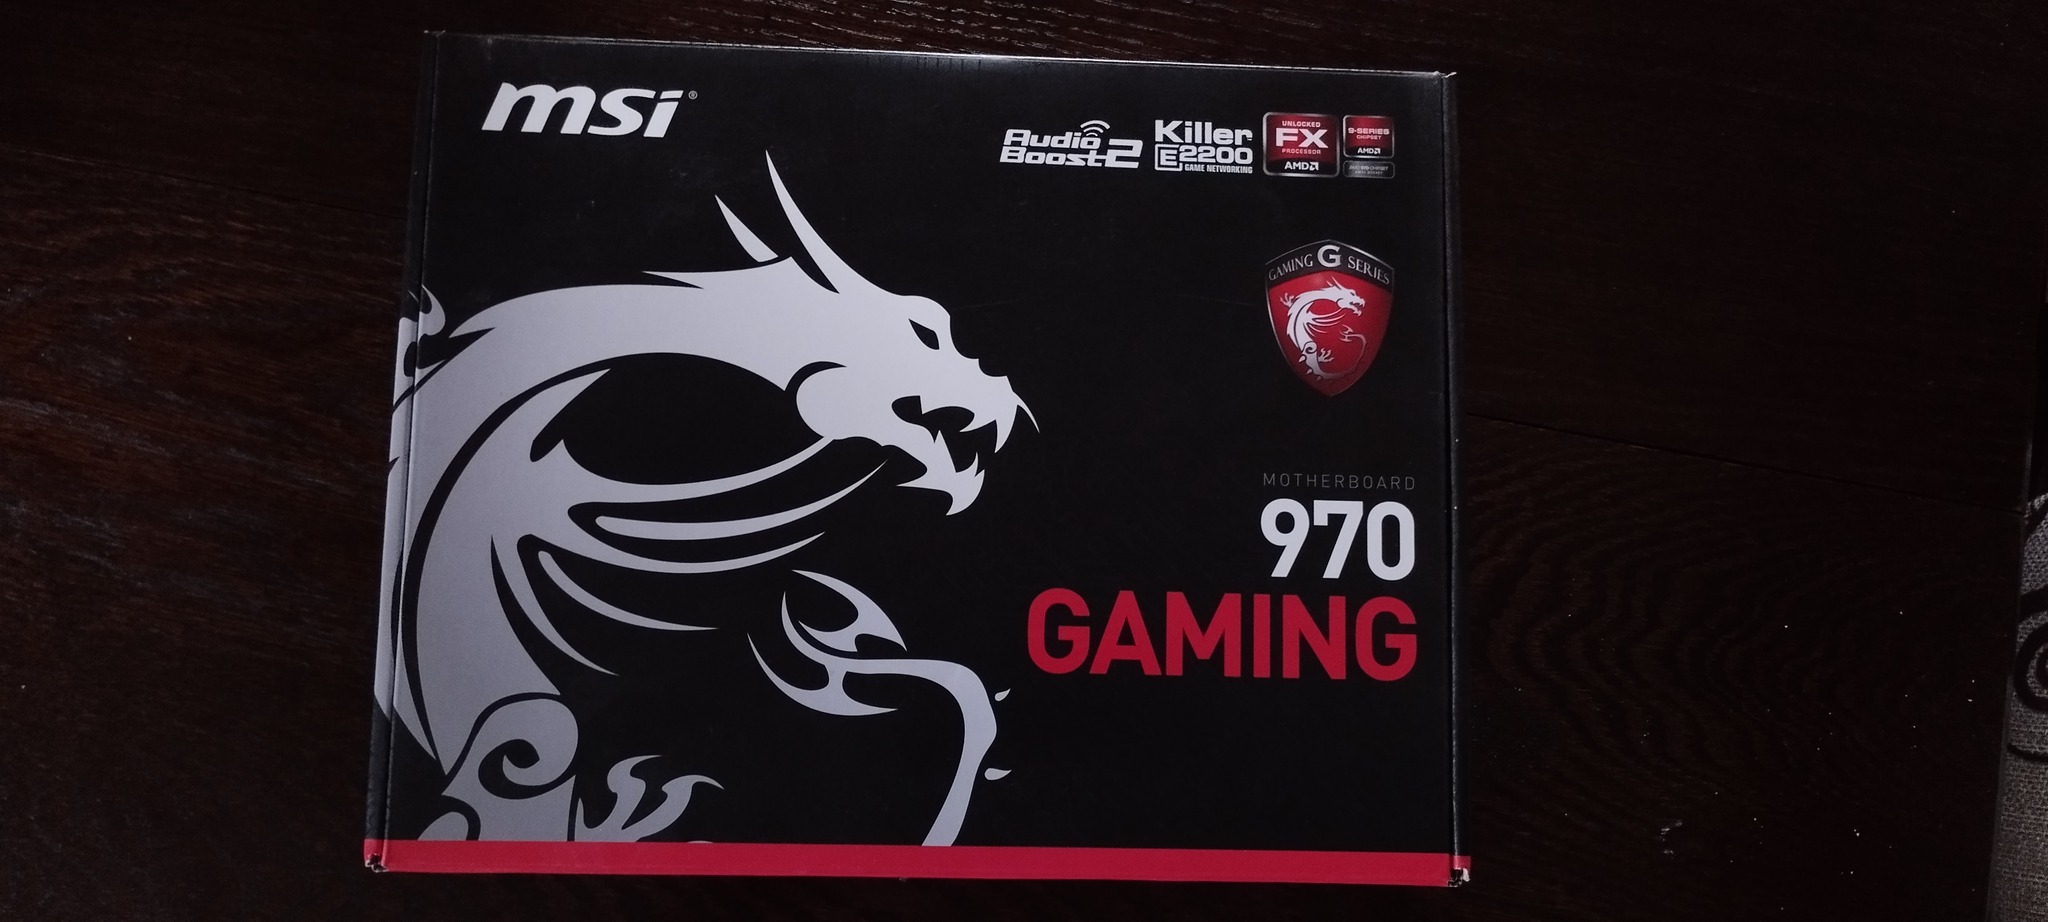 msi®
Audio
Boost 2
Killer
E2200
GAME NETWORKING
UNLOCKED
FX
PROCESSOR
AMD
9-SERIES
CHIPSET
AMD
GAMING G SERIES
MOTHERBOARD
970
GAMING